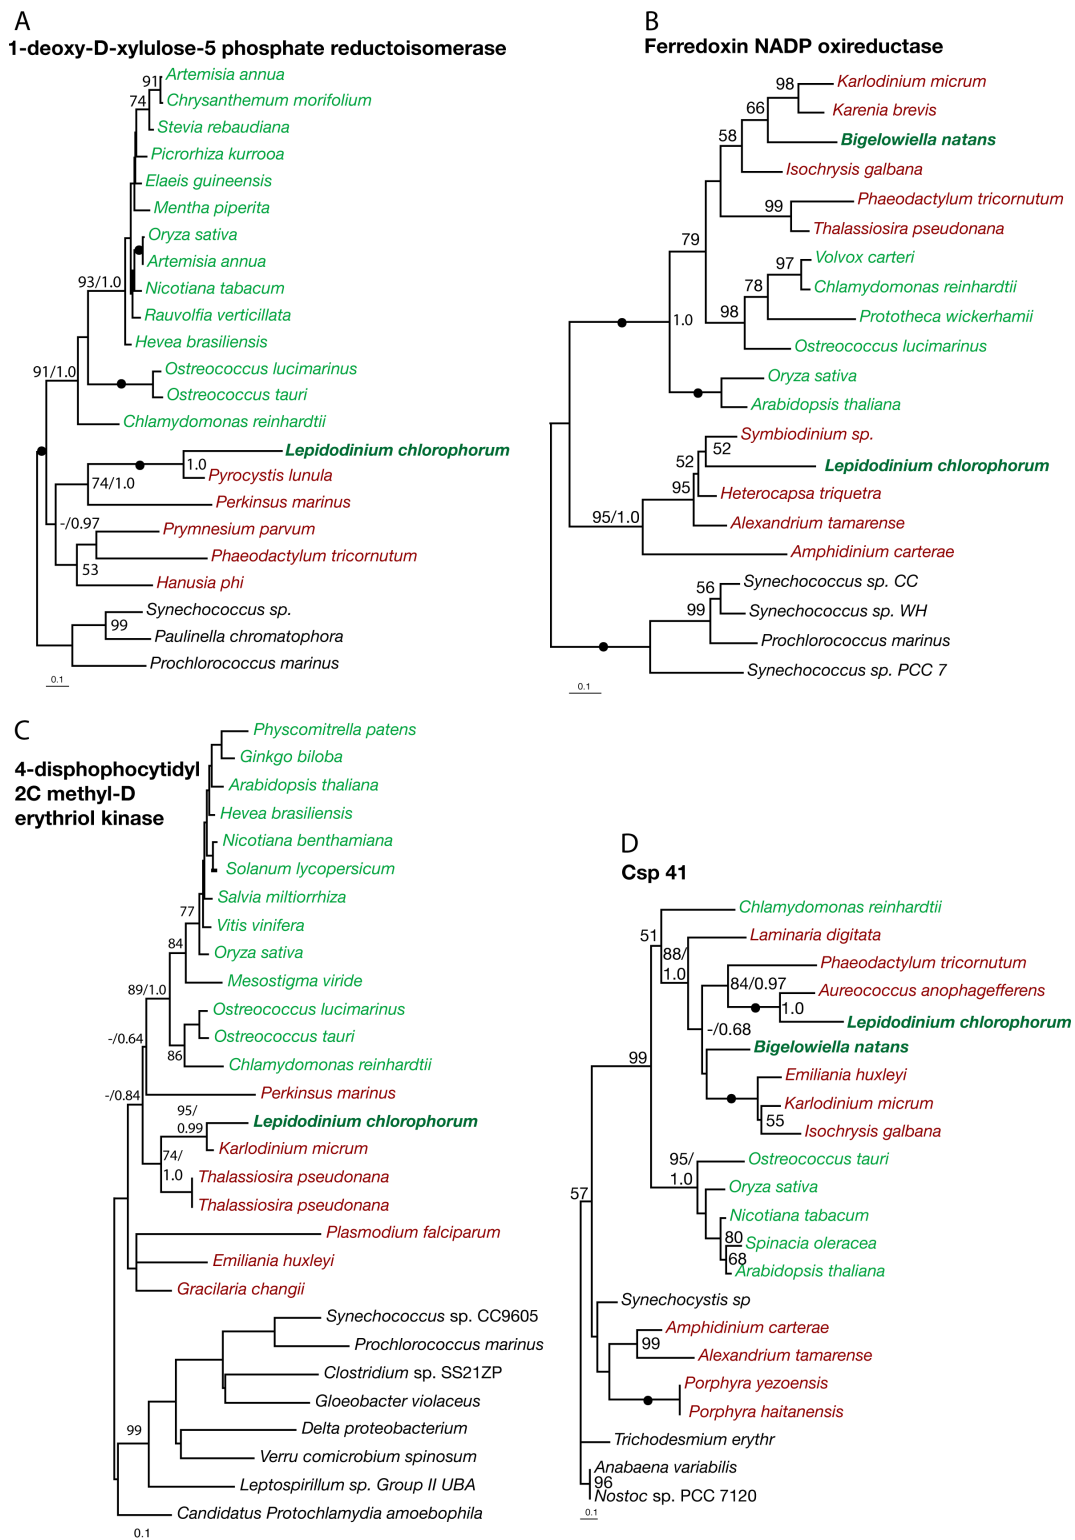 A
1-deoxy-D-xylulose-5 phosphate reductoisomerase
Artemisia annua
91
Chrysanthemum morifolium
74
Stevia rebaudiana
Picrorhiza kurrooa
Elaeis guineensis
Mentha piperita
Oryza sativa
Artemisia annua
93/1.0
Nicotiana tabacum
Rauvolfia verticillata
Hevea brasiliensis
Ostreococcus lucimarinus
91/1.0
Ostreococcus tauri
Chlamydomonas reinhardtii
Lepidodinium chlorophorum
1.0
Pyrocystis lunula
74/1.0
Perkinsus marinus
-/0.97
Prymnesium parvum
Phaeodactylum tricornutum
53
Hanusia phi
Synechococcus sp.
99
Paulinella chromatophora
Prochlorococcus marinus
0.1
B
Ferredoxin NADP oxireductase
98
Karlodinium micrum
66
Karenia brevis
58
Bigelowiella natans
Isochrysis galbana
99
Phaeodactylum tricornutum
Thalassiosira pseudonana
79
97
Volvox carteri
78
Chlamydomonas reinhardtii
98
1.0
Prototheca wickerhamii
Ostreococcus lucimarinus
Oryza sativa
Arabidopsis thaliana
Symbiodinium sp.
52
52
Lepidodinium chlorophorum
95
Heterocapsa triquetra
95/1.0
Alexandrium tamarense
Amphidinium carterae
56
Synechococcus sp. CC
99
Synechococcus sp. WH
Prochlorococcus marinus
Synechococcus sp. PCC 7
0.1
C
4-disphophocytidyl
2C methyl-D
erythriol kinase
Physcomitrella patens
Ginkgo biloba
Arabidopsis thaliana
Hevea brasiliensis
Nicotiana benthamiana
Solanum lycopersicum
Salvia miltiorrhiza
77
Vitis vinifera
84
Oryza sativa
Mesostigma viride
89/1.0
Ostreococcus lucimarinus
-/0.64
Ostreococcus tauri
86
Chlamydomonas reinhardtii
-/0.84
Perkinsus marinus
95/
0.99
Lepidodinium chlorophorum
Karlodinium micrum
74/
1.0
Thalassiosira pseudonana
Thalassiosira pseudonana
Plasmodium falciparum
Emiliania huxleyi
Gracilaria changii
Synechococcus sp. CC9605
Prochlorococcus marinus
Clostridium sp. SS21ZP
Gloeobacter violaceus
99
Delta proteobacterium
Verru comicrobium spinosum
Leptospirillum sp. Group II UBA
Candidatus Protochlamydia amoebophila
0.1
D
Csp 41
Chlamydomonas reinhardtii
51
Laminaria digitata
88/
1.0
Phaeodactylum tricornutum
84/0.97
Aureococcus anophagefferens
1.0
Lepidodinium chlorophorum
-/0.68
Bigelowiella natans
99
Emiliania huxleyi
Karlodinium micrum
55
Isochrysis galbana
95/
1.0
Ostreococcus tauri
Oryza sativa
57
Nicotiana tabacum
80
Spinacia oleracea
68
Arabidopsis thaliana
Synechocystis sp
Amphidinium carterae
99
Alexandrium tamarense
Porphyra yezoensis
Porphyra haitanensis
Trichodesmium erythr
Anabaena variabilis
96
Nostoc sp. PCC 7120
0.1